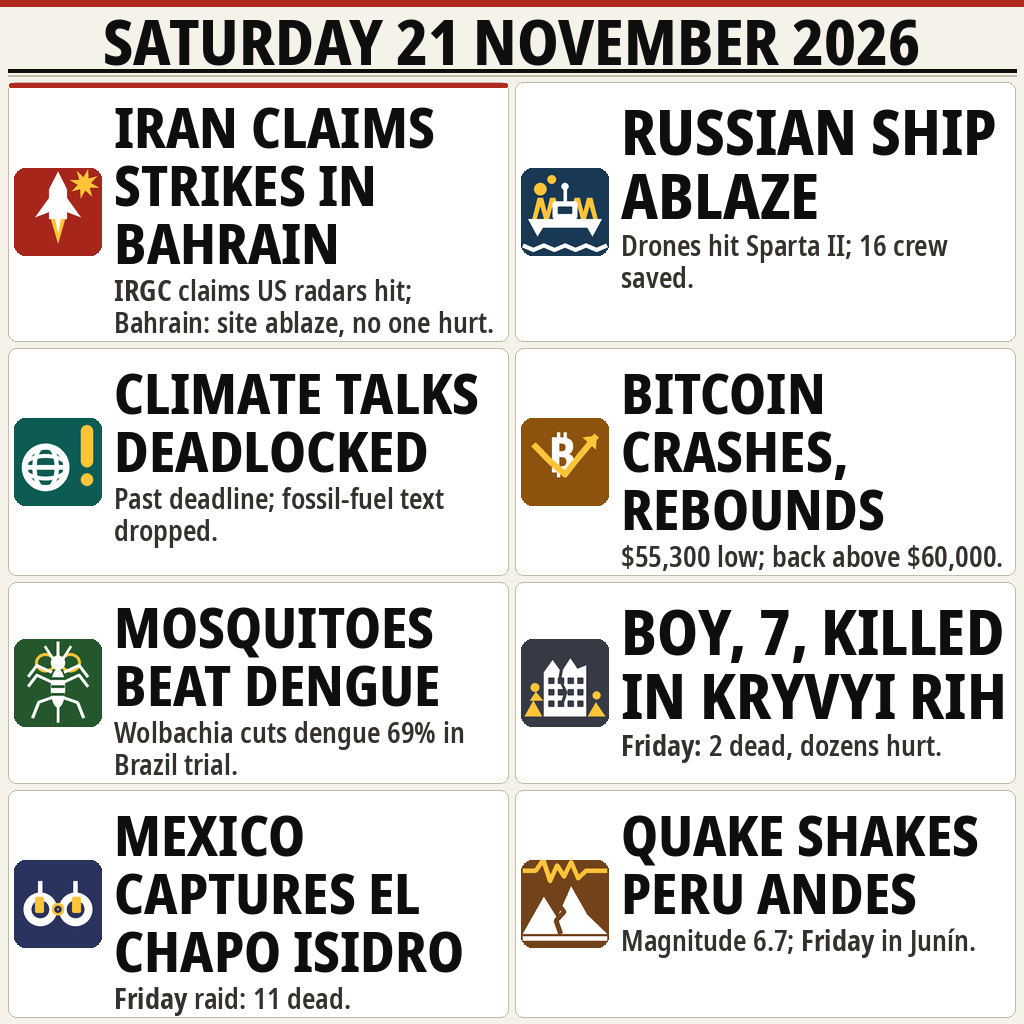 SATURDAY 21 NOVEMBER 2026
IRAN CLAIMS
STRIKES IN
BAHRAIN
IRGC claims US radars hit;
Bahrain: site ablaze, no one hurt.
RUSSIAN SHIP
ABLAZE
Drones hit Sparta II; 16 crew
saved.
CLIMATE TALKS
DEADLOCKED
Past deadline; fossil-fuel text
dropped.
BITCOIN
CRASHES,
REBOUNDS
$55,300 low; back above $60,000.
MOSQUITOES
BEAT DENGUE
Wolbachia cuts dengue 69% in
Brazil trial.
BOY, 7, KILLED
IN KRYVYI RIH
Friday: 2 dead, dozens hurt.
MEXICO
CAPTURES EL
CHAPO ISIDRO
Friday raid: 11 dead.
QUAKE SHAKES
PERU ANDES
Magnitude 6.7; Friday in Junín.